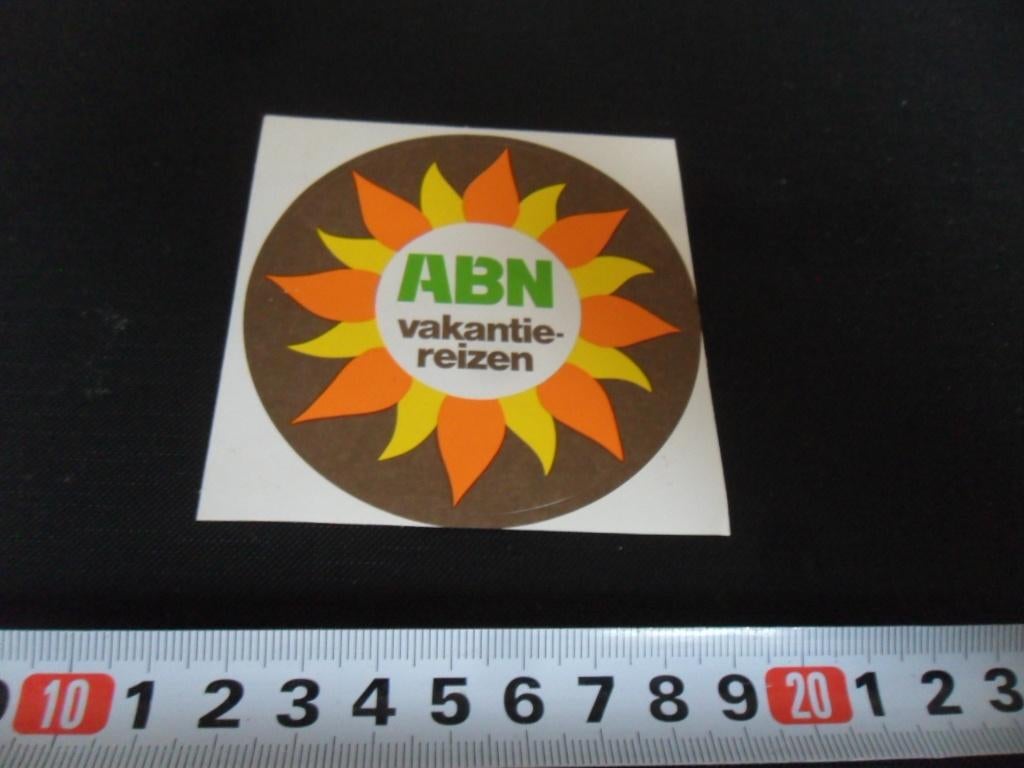 ABN
vakantie-
reizen
10 1 2 3 4 5 6 7 8 9 20 1 2 3